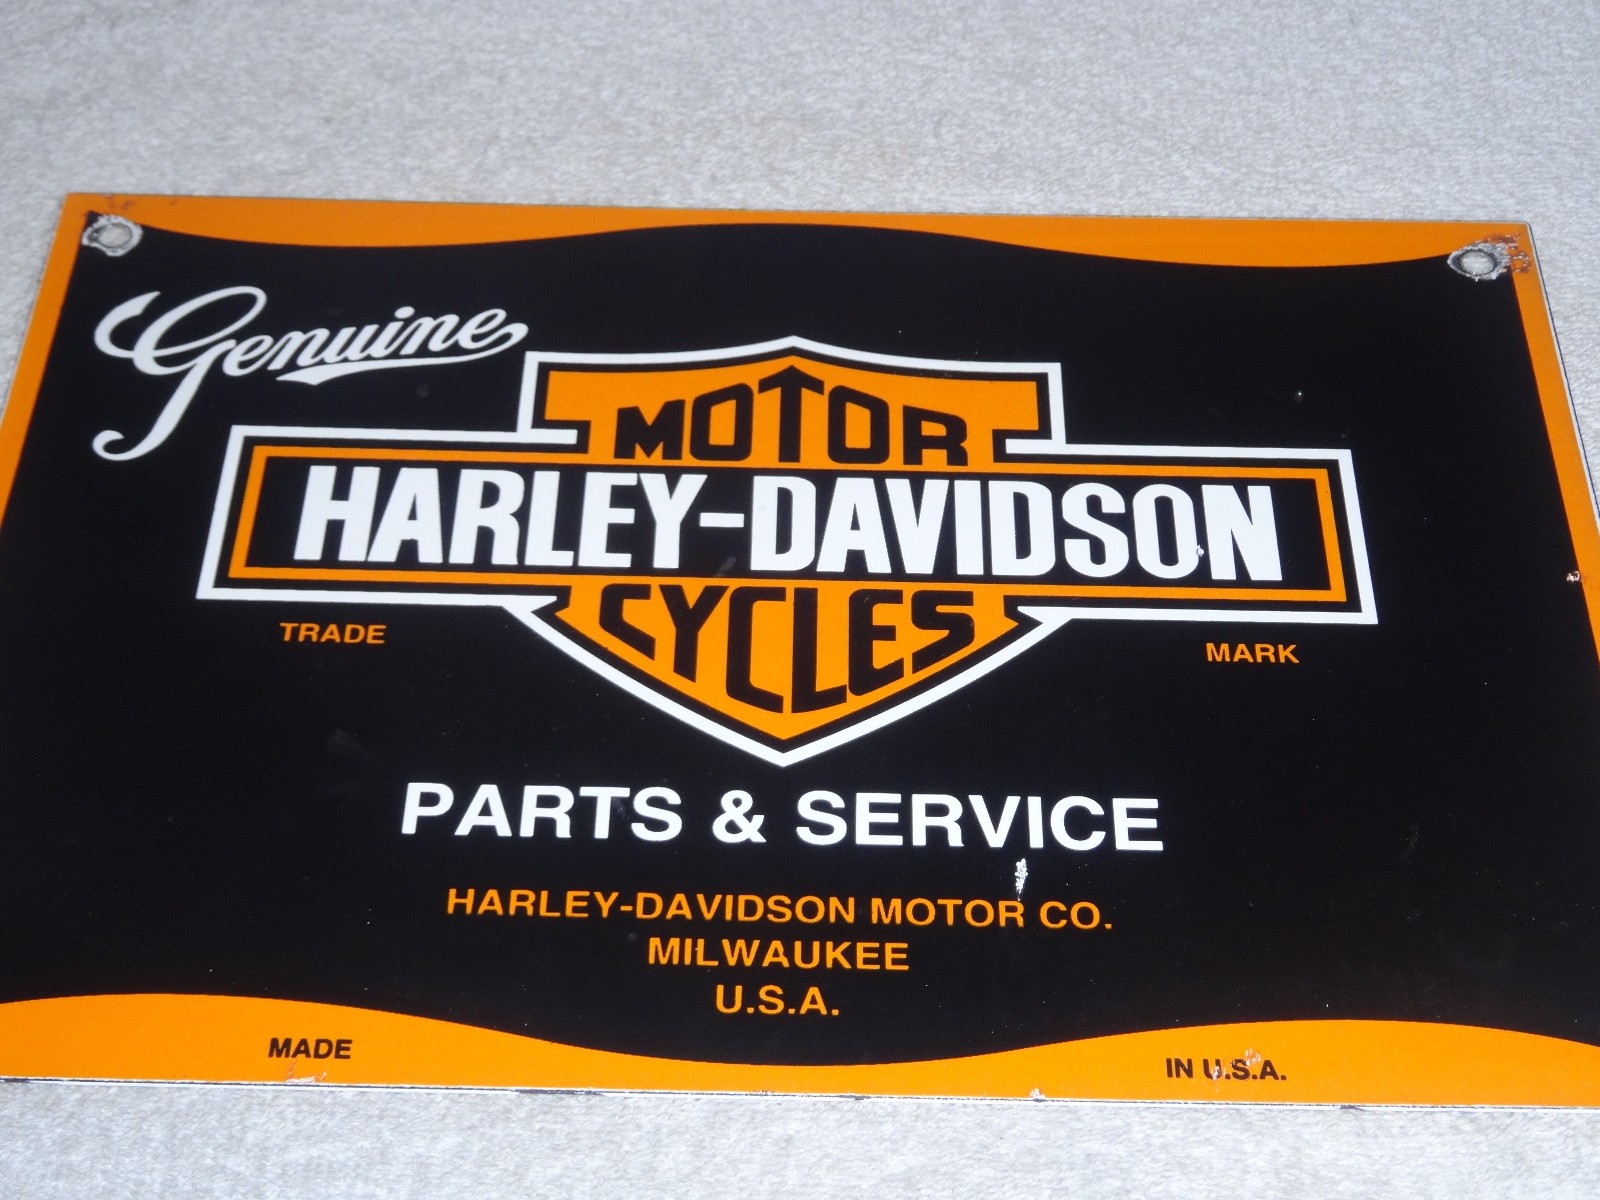 Genuine
MOTOR
HARLEY-DAVIDSON
CYCLES
TRADE MARK
PARTS & SERVICE
HARLEY-DAVIDSON MOTOR CO.
MILWAUKEE
U.S.A.
MADE IN U.S.A.